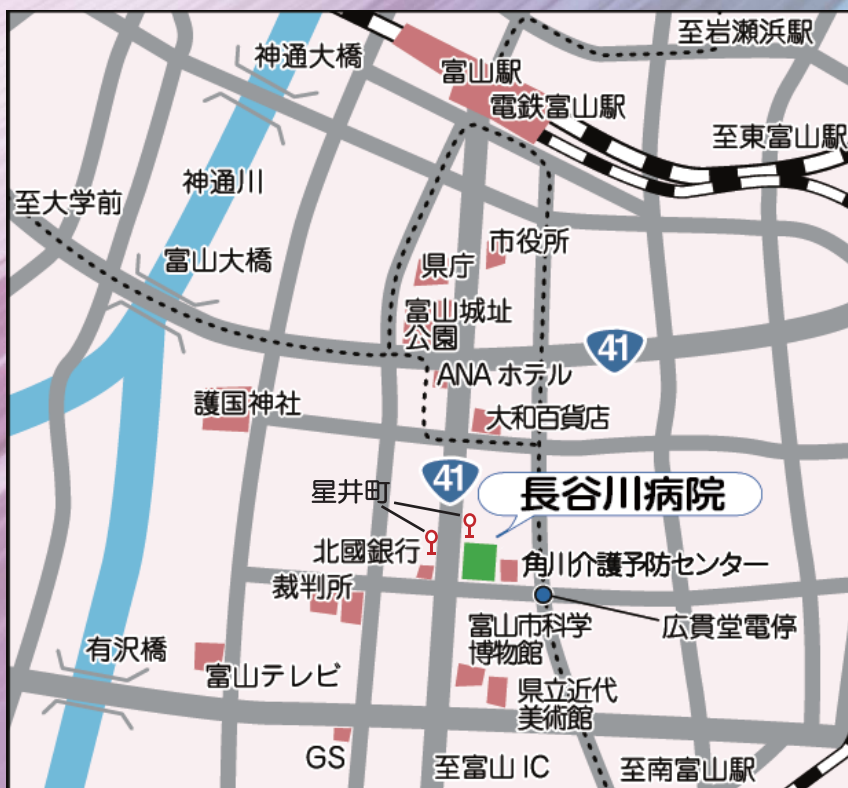 至岩瀬浜駅
神通大橋
富山駅
電鉄富山駅
至東富山駅
神通川
至大学前
市役所
富山大橋
県庁
富山城址
公園
41
ANAホテル
護国神社
大和百貨店
41
星井町
長谷川病院
北國銀行
角川介護予防センター
裁判所
富山市科学
博物館
広貫堂電停
有沢橋
富山テレビ
県立近代
美術館
GS
至富山IC
至南富山駅